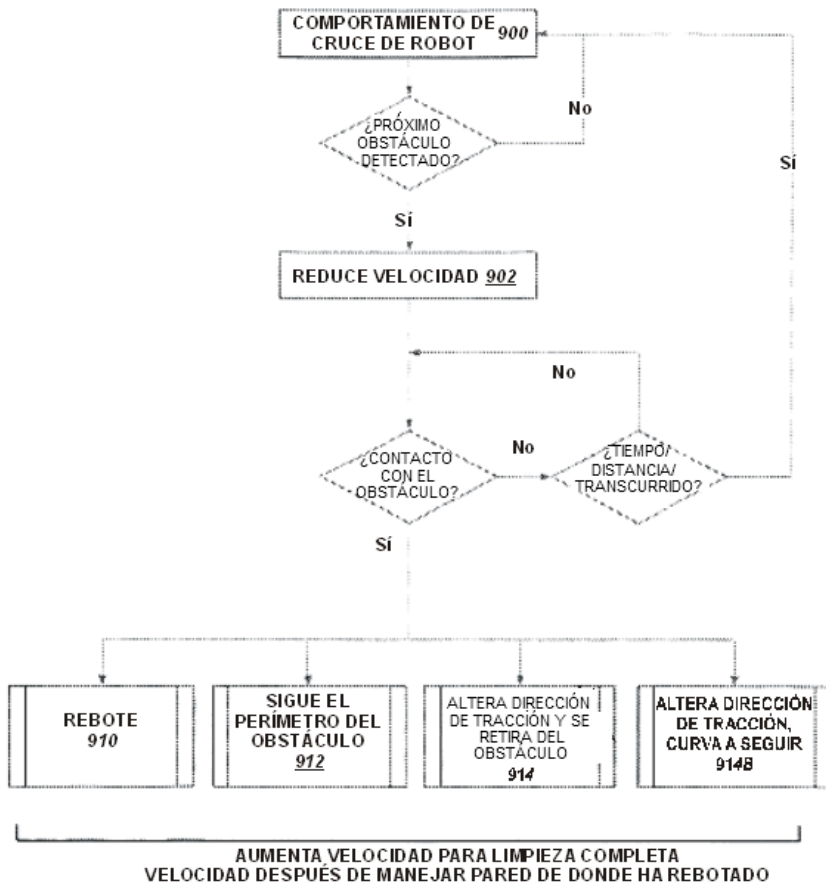 COMPORTAMIENTO DE
CRUCE DE ROBOT 900
No
¿PRÓXIMO
OBSTÁCULO
DETECTADO?
Sí
Sí
REDUCE VELOCIDAD 902
No
¿CONTACTO
CON EL
OBSTÁCULO?
No
¿TIEMPO/
DISTANCIA/
TRANSCURRIDO?
Sí
REBOTE
910
SIGUE EL
PERÍMETRO DEL
OBSTÁCULO
912
ALTERA DIRECCIÓN
DE TRACCIÓN Y SE
RETIRA DEL
OBSTÁCULO
914
ALTERA DIRECCIÓN
DE TRACCIÓN,
CURVA A SEGUIR
914B
AUMENTA VELOCIDAD PARA LIMPIEZA COMPLETA
VELOCIDAD DESPUÉS DE MANEJAR PARED DE DONDE HA REBOTADO